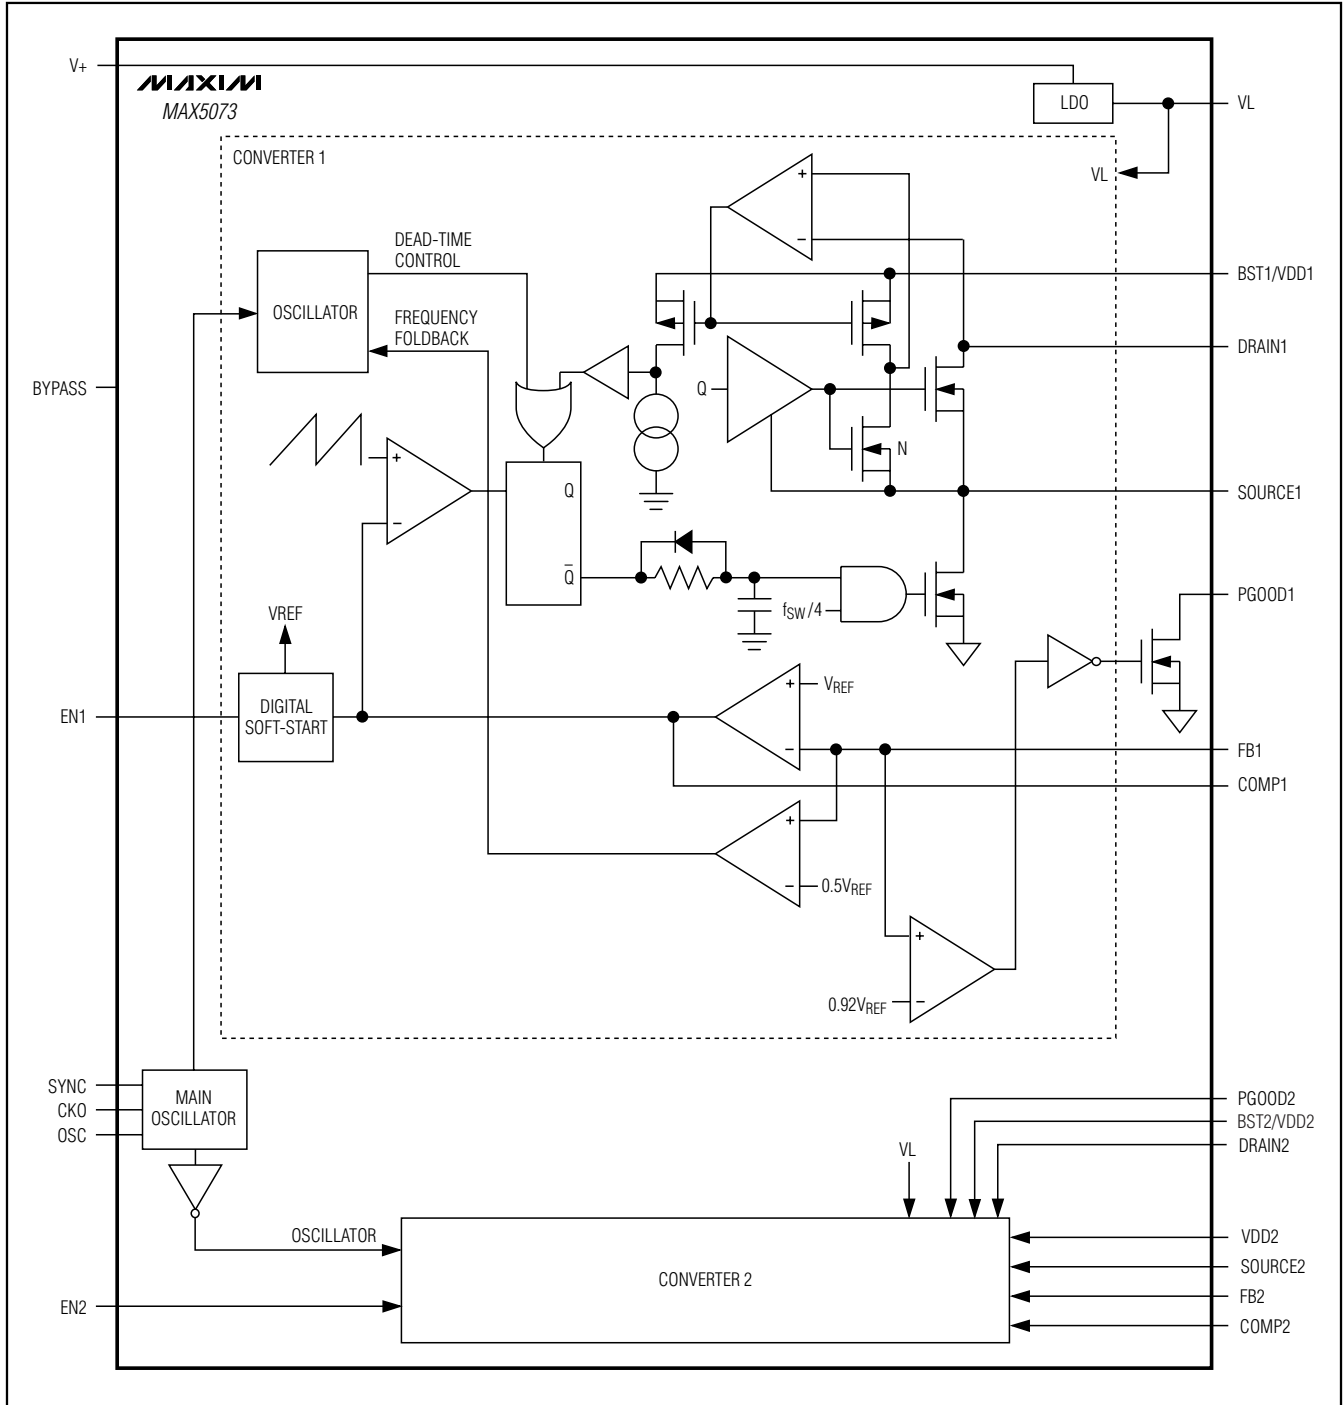 V+
MAXIM
MAX5073
LDO
VL
CONVERTER 1
VL
+
−
DEAD-TIME
CONTROL
BST1/VDD1
OSCILLATOR
FREQUENCY
FOLDBACK
DRAIN1
BYPASS
Q
+
N
Q
SOURCE1
−
Q̅
fSW/4
PGOOD1
VREF
+
VREF
DIGITAL
SOFT-START
EN1
−
FB1
COMP1
+
−
0.5VREF
+
0.92VREF
−
SYNC
CKO
OSC
MAIN
OSCILLATOR
PGOOD2
BST2/VDD2
DRAIN2
VL
OSCILLATOR
VDD2
CONVERTER 2
SOURCE2
FB2
EN2
COMP2